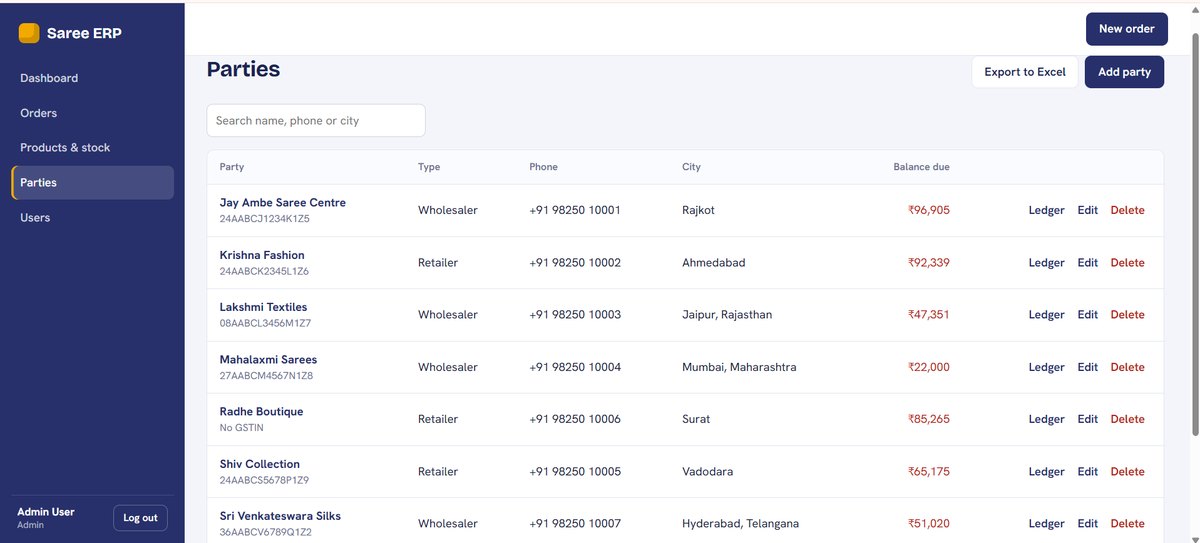 Saree ERP
Dashboard
Orders
Products & stock
Parties
Users
Admin User
Admin
Log out
New order
Parties
Export to Excel
Add party
Search name, phone or city
Party Type Phone City Balance due
Jay Ambe Saree Centre
24AABCJ1234K1Z5
Wholesaler +91 98250 10001 Rajkot ₹96,905 Ledger Edit Delete
Krishna Fashion
24AABCK2345L1Z6
Retailer +91 98250 10002 Ahmedabad ₹92,339 Ledger Edit Delete
Lakshmi Textiles
08AABCL3456M1Z7
Wholesaler +91 98250 10003 Jaipur, Rajasthan ₹47,351 Ledger Edit Delete
Mahalaxmi Sarees
27AABCM4567N1Z8
Wholesaler +91 98250 10004 Mumbai, Maharashtra ₹22,000 Ledger Edit Delete
Radhe Boutique
No GSTIN
Retailer +91 98250 10006 Surat ₹85,265 Ledger Edit Delete
Shiv Collection
24AABCS5678P1Z9
Retailer +91 98250 10005 Vadodara ₹65,175 Ledger Edit Delete
Sri Venkateswara Silks
36AABCV6789Q1Z2
Wholesaler +91 98250 10007 Hyderabad, Telangana ₹51,020 Ledger Edit Delete